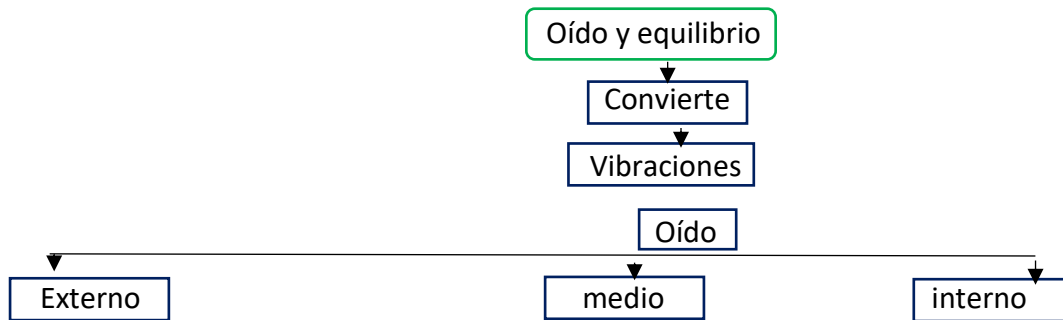 Oído y equilibrio
Convierte
Vibraciones
Oído
Externo
medio
interno